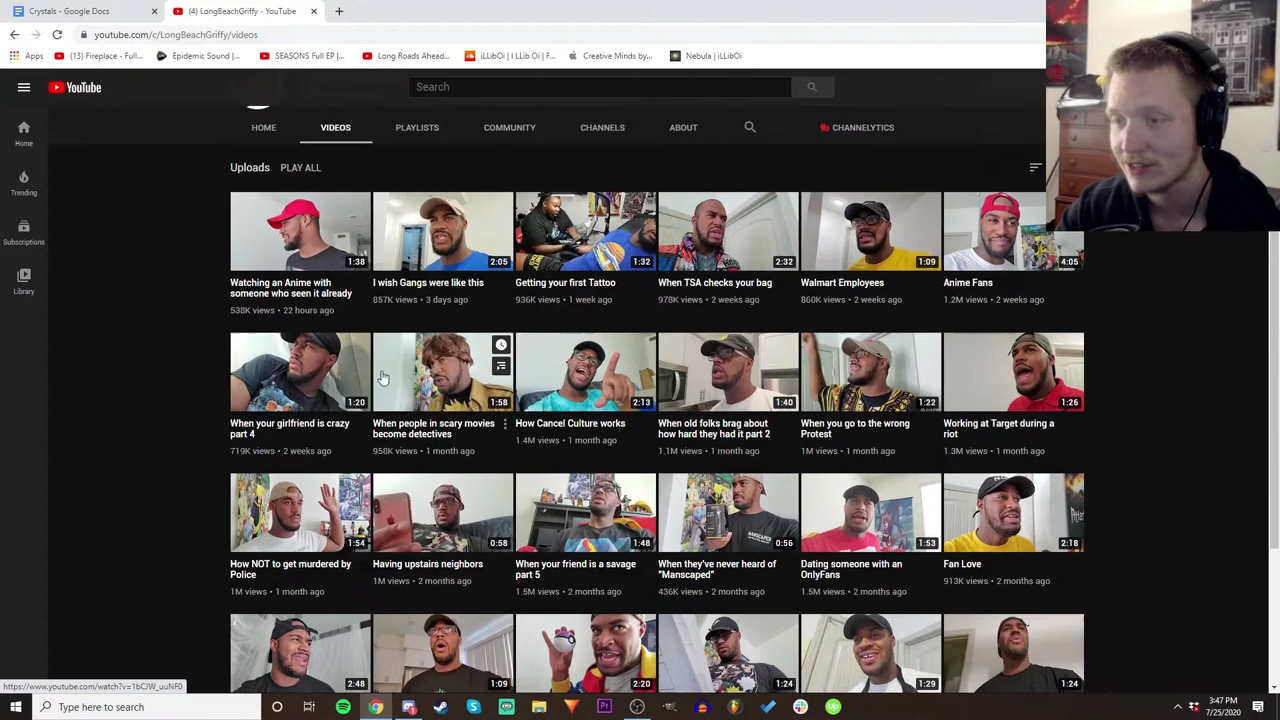 Crystals - Google Docs
(4) LongBeachGriffy - YouTube
youtube.com/c/LongBeachGriffy/videos
Apps
(13) Fireplace - Full...
Epidemic Sound |...
SEASONS Full EP |...
Long Roads Ahead...
iLLibOi | I LLib Oi | F...
Creative Minds by...
Nebula | iLLibOi
YouTube
Search
HOME
VIDEOS
PLAYLISTS
COMMUNITY
CHANNELS
ABOUT
CHANNELYTICS
Home
Trending
Subscriptions
Library
Uploads
PLAY ALL
1:38
2:05
1:32
2:32
1:09
4:05
Watching an Anime with
someone who seen it already
538K views • 22 hours ago
I wish Gangs were like this
857K views • 3 days ago
Getting your first Tattoo
936K views • 1 week ago
When TSA checks your bag
978K views • 2 weeks ago
Walmart Employees
860K views • 2 weeks ago
Anime Fans
1.2M views • 2 weeks ago
1:20
1:58
2:13
1:40
1:22
1:26
When your girlfriend is crazy
part 4
719K views • 2 weeks ago
When people in scary movies
become detectives
958K views • 1 month ago
How Cancel Culture works
1.4M views • 1 month ago
When old folks brag about
how hard they had it part 2
1.1M views • 1 month ago
When you go to the wrong
Protest
1M views • 1 month ago
Working at Target during a
riot
1.3M views • 1 month ago
1:54
0:58
1:48
0:56
1:53
2:18
How NOT to get murdered by
Police
1M views • 1 month ago
Having upstairs neighbors
1M views • 2 months ago
How your friend is a savage
part 5
1.5M views • 2 months ago
When they've never heard of
"Manscaped"
436K views • 2 months ago
Dating someone with an
OnlyFans
1.5M views • 2 months ago
Fan Love
913K views • 2 months ago
2:48
1:09
2:20
1:24
1:29
1:24
https://www.youtube.com/watch?v=1bCJW_uuNF0
Type here to search
3:47 PM
7/25/2020